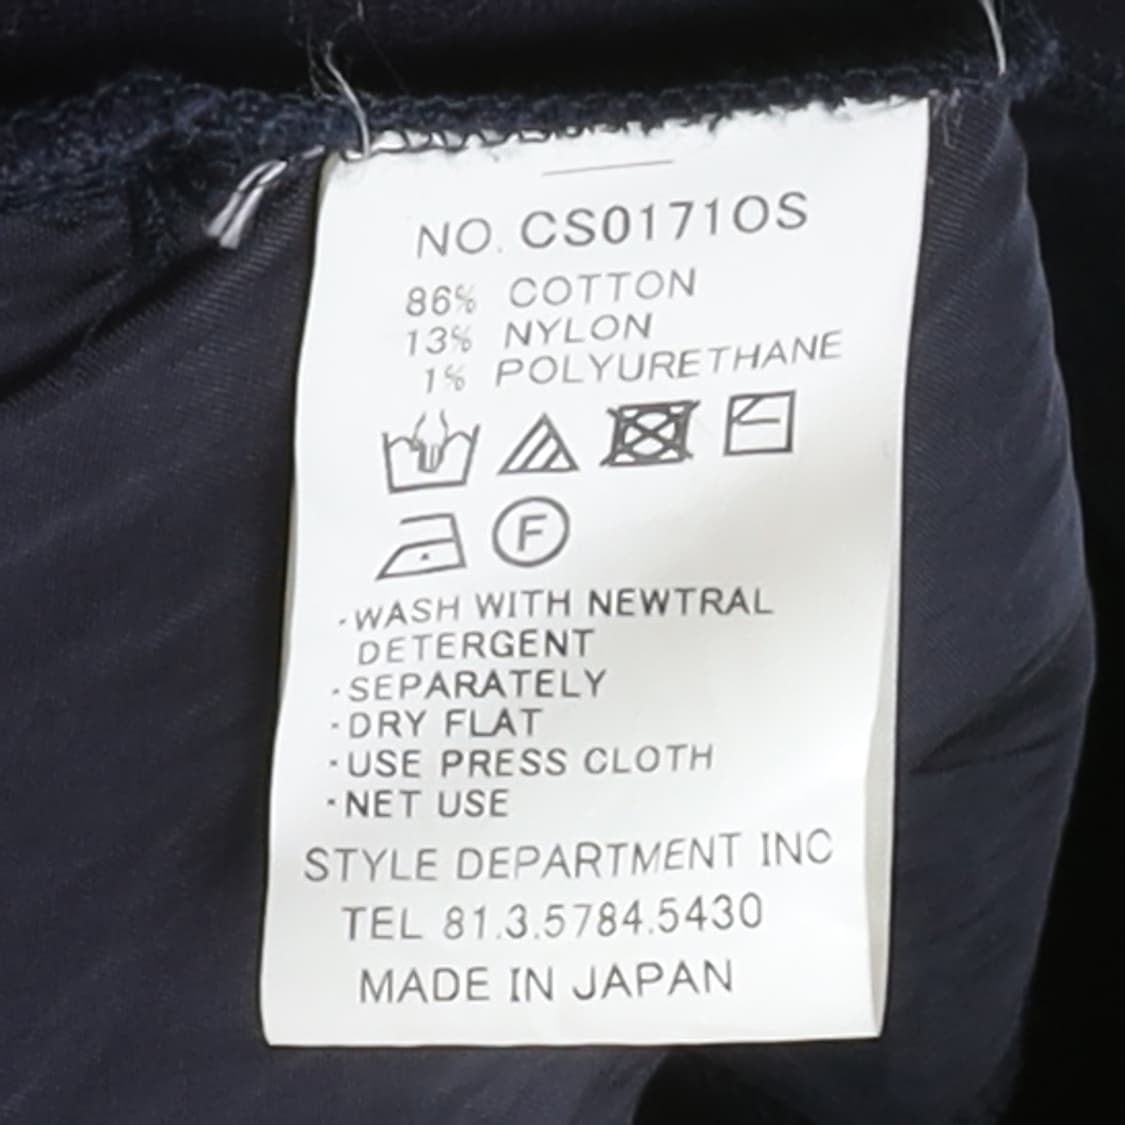 NO. CS0171OS
86% COTTON
13% NYLON
1% POLYURETHANE
F
·WASH WITH NEWTRAL
DETERGENT
·SEPARATELY
·DRY FLAT
·USE PRESS CLOTH
·NET USE
STYLE DEPARTMENT INC
TEL 81.3.5784.5430
MADE IN JAPAN